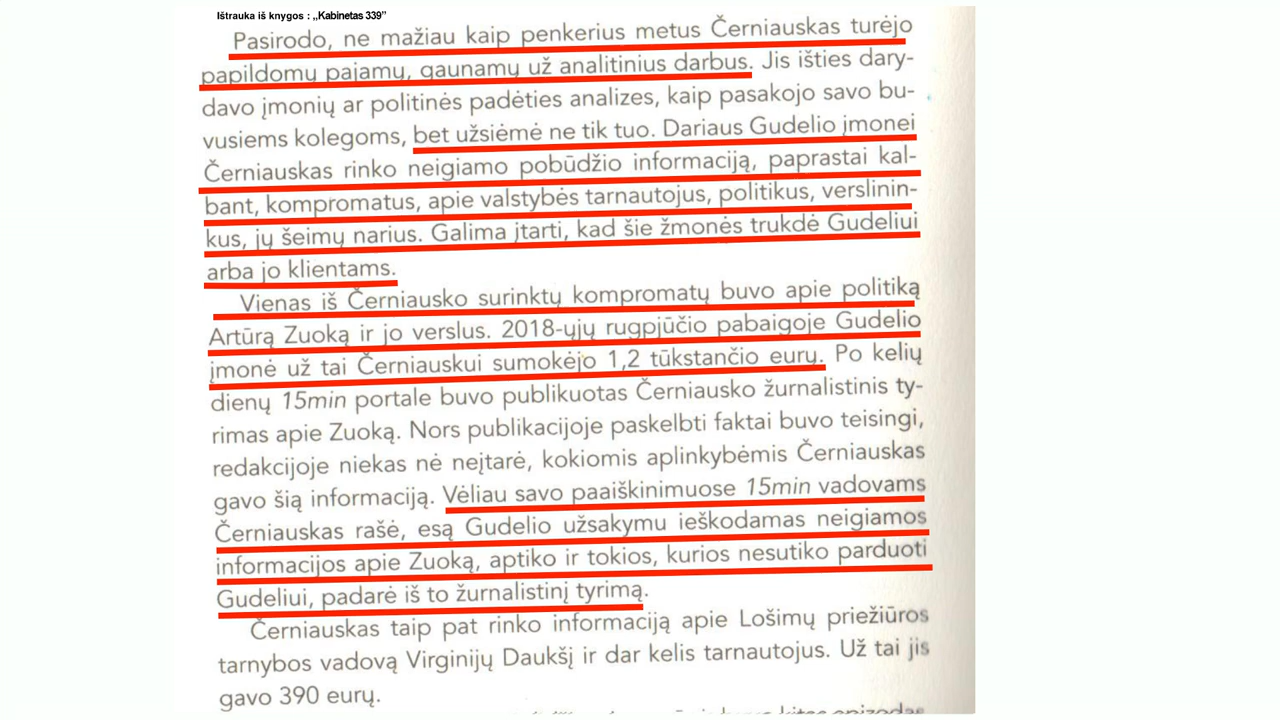 Ištrauka iš knygos : „Kabinetas 339”
Pasirodo, ne mažiau kaip penkerius metus Černiauskas turėjo
papildomų pajamų, gaunamų už analitinius darbus. Jis išties dary-
davo įmonių ar politinės padėties analizes, kaip pasakojo savo bu-
vusiems kolegoms, bet užsiėmė ne tik tuo. Dariaus Gudelio įmonei
Černiauskas rinko neigiamo pobūdžio informaciją, paprastai kal-
bant, kompromatus, apie valstybės tarnautojus, politikus, verslinin-
kus, jų šeimų narius. Galima įtarti, kad šie žmonės trukdė Gudeliui
arba jo klientams.
Vienas iš Černiausko surinktų kompromatų buvo apie politiką
Artūrą Zuoką ir jo verslus. 2018-ųjų rugpjūčio pabaigoje Gudelio
įmonė už tai Černiauskui sumokėjo 1,2 tūkstančio eurų. Po kelių
dienų 15min portale buvo publikuotas Černiausko žurnalistinis ty-
rimas apie Zuoką. Nors publikacijoje paskelbti faktai buvo teisingi,
redakcijoje niekas nė neįtarė, kokiomis aplinkybėmis Černiauskas
gavo šią informaciją. Vėliau savo paaiškinimuose 15min vadovams
Černiauskas rašė, esą Gudelio užsakymu ieškodamas neigiamos
informacijos apie Zuoką, aptiko ir tokios, kurios nesutiko parduoti
Gudeliui, padarė iš to žurnalistinį tyrimą.
Černiauskas taip pat rinko informaciją apie Lošimų priežiūros
tarnybos vadovą Virginijų Daukšį ir dar kelis tarnautojus. Už tai jis
gavo 390 eurų.